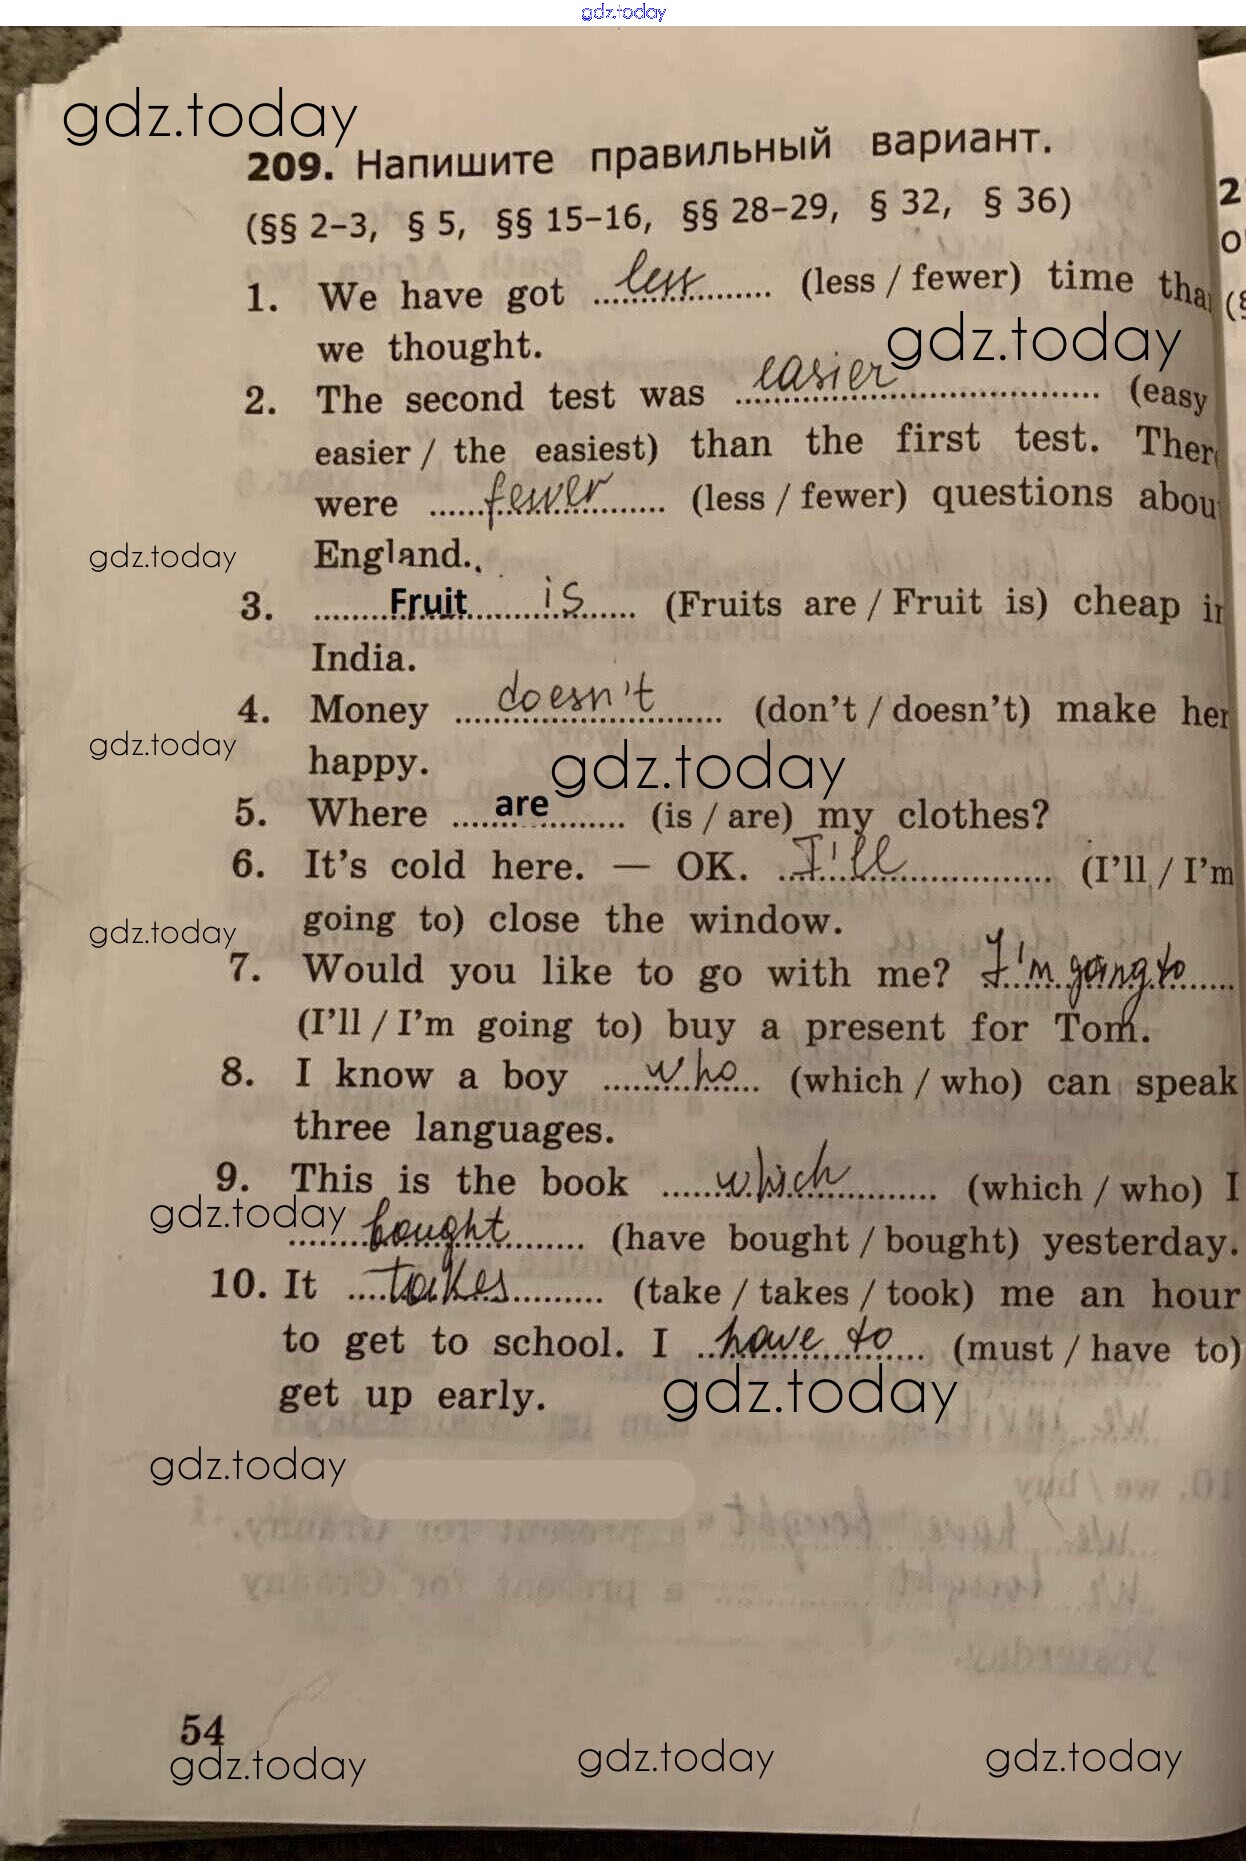 gdz.today
gdz.today
209. Напишите правильный вариант.
(§§ 2–3, § 5, §§ 15–16, §§ 28–29, § 32, § 36)
1. We have got less (less / fewer) time tha
we thought.
gdz.today
2. The second test was easier (easy
easier / the easiest) than the first test. Ther
were fewer (less / fewer) questions abou
gdz.today
England.
3. Fruit is (Fruits are / Fruit is) cheap in
India.
4. Money doesn't (don't / doesn't) make her
gdz.today
happy.
gdz.today
5. Where are (is / are) my clothes?
6. It's cold here. — OK. I'll (I'll / I'm
going to) close the window.
gdz.today
7. Would you like to go with me? I'm going to
(I'll / I'm going to) buy a present for Tom.
8. I know a boy who (which / who) can speak
three languages.
9. This is the book which (which / who) I
gdz.today
bought (have bought / bought) yesterday.
10. It takes (take / takes / took) me an hour
to get to school. I have to (must / have to)
gdz.today
get up early.
gdz.today
54
gdz.today gdz.today gdz.today